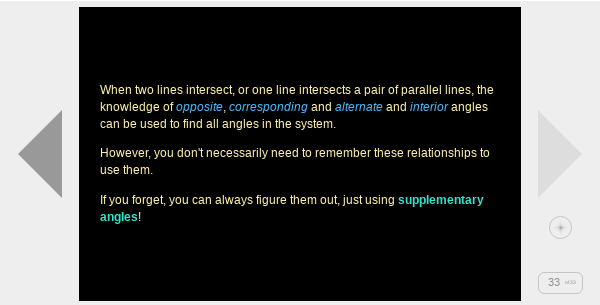 When two lines intersect, or one line intersects a pair of parallel lines, the
knowledge of opposite, corresponding and alternate and interior angles
can be used to find all angles in the system.
However, you don't necessarily need to remember these relationships to
use them.
If you forget, you can always figure them out, just using supplementary
angles!
33